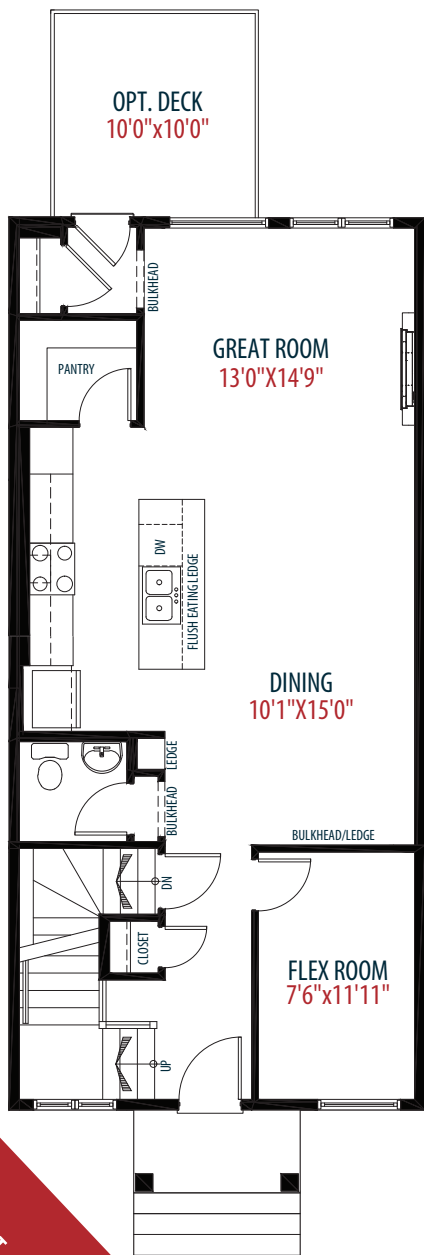 OPT. DECK
10'0"x10'0"
BULKHEAD
PANTRY
GREAT ROOM
13'0"X14'9"
DW
FLUSH EATING LEDGE
DINING
10'1"X15'0"
LEDGE
BULKHEAD
BULKHEAD/LEDGE
DN
CLOSET
FLEX ROOM
7'6"x11'11"
UP